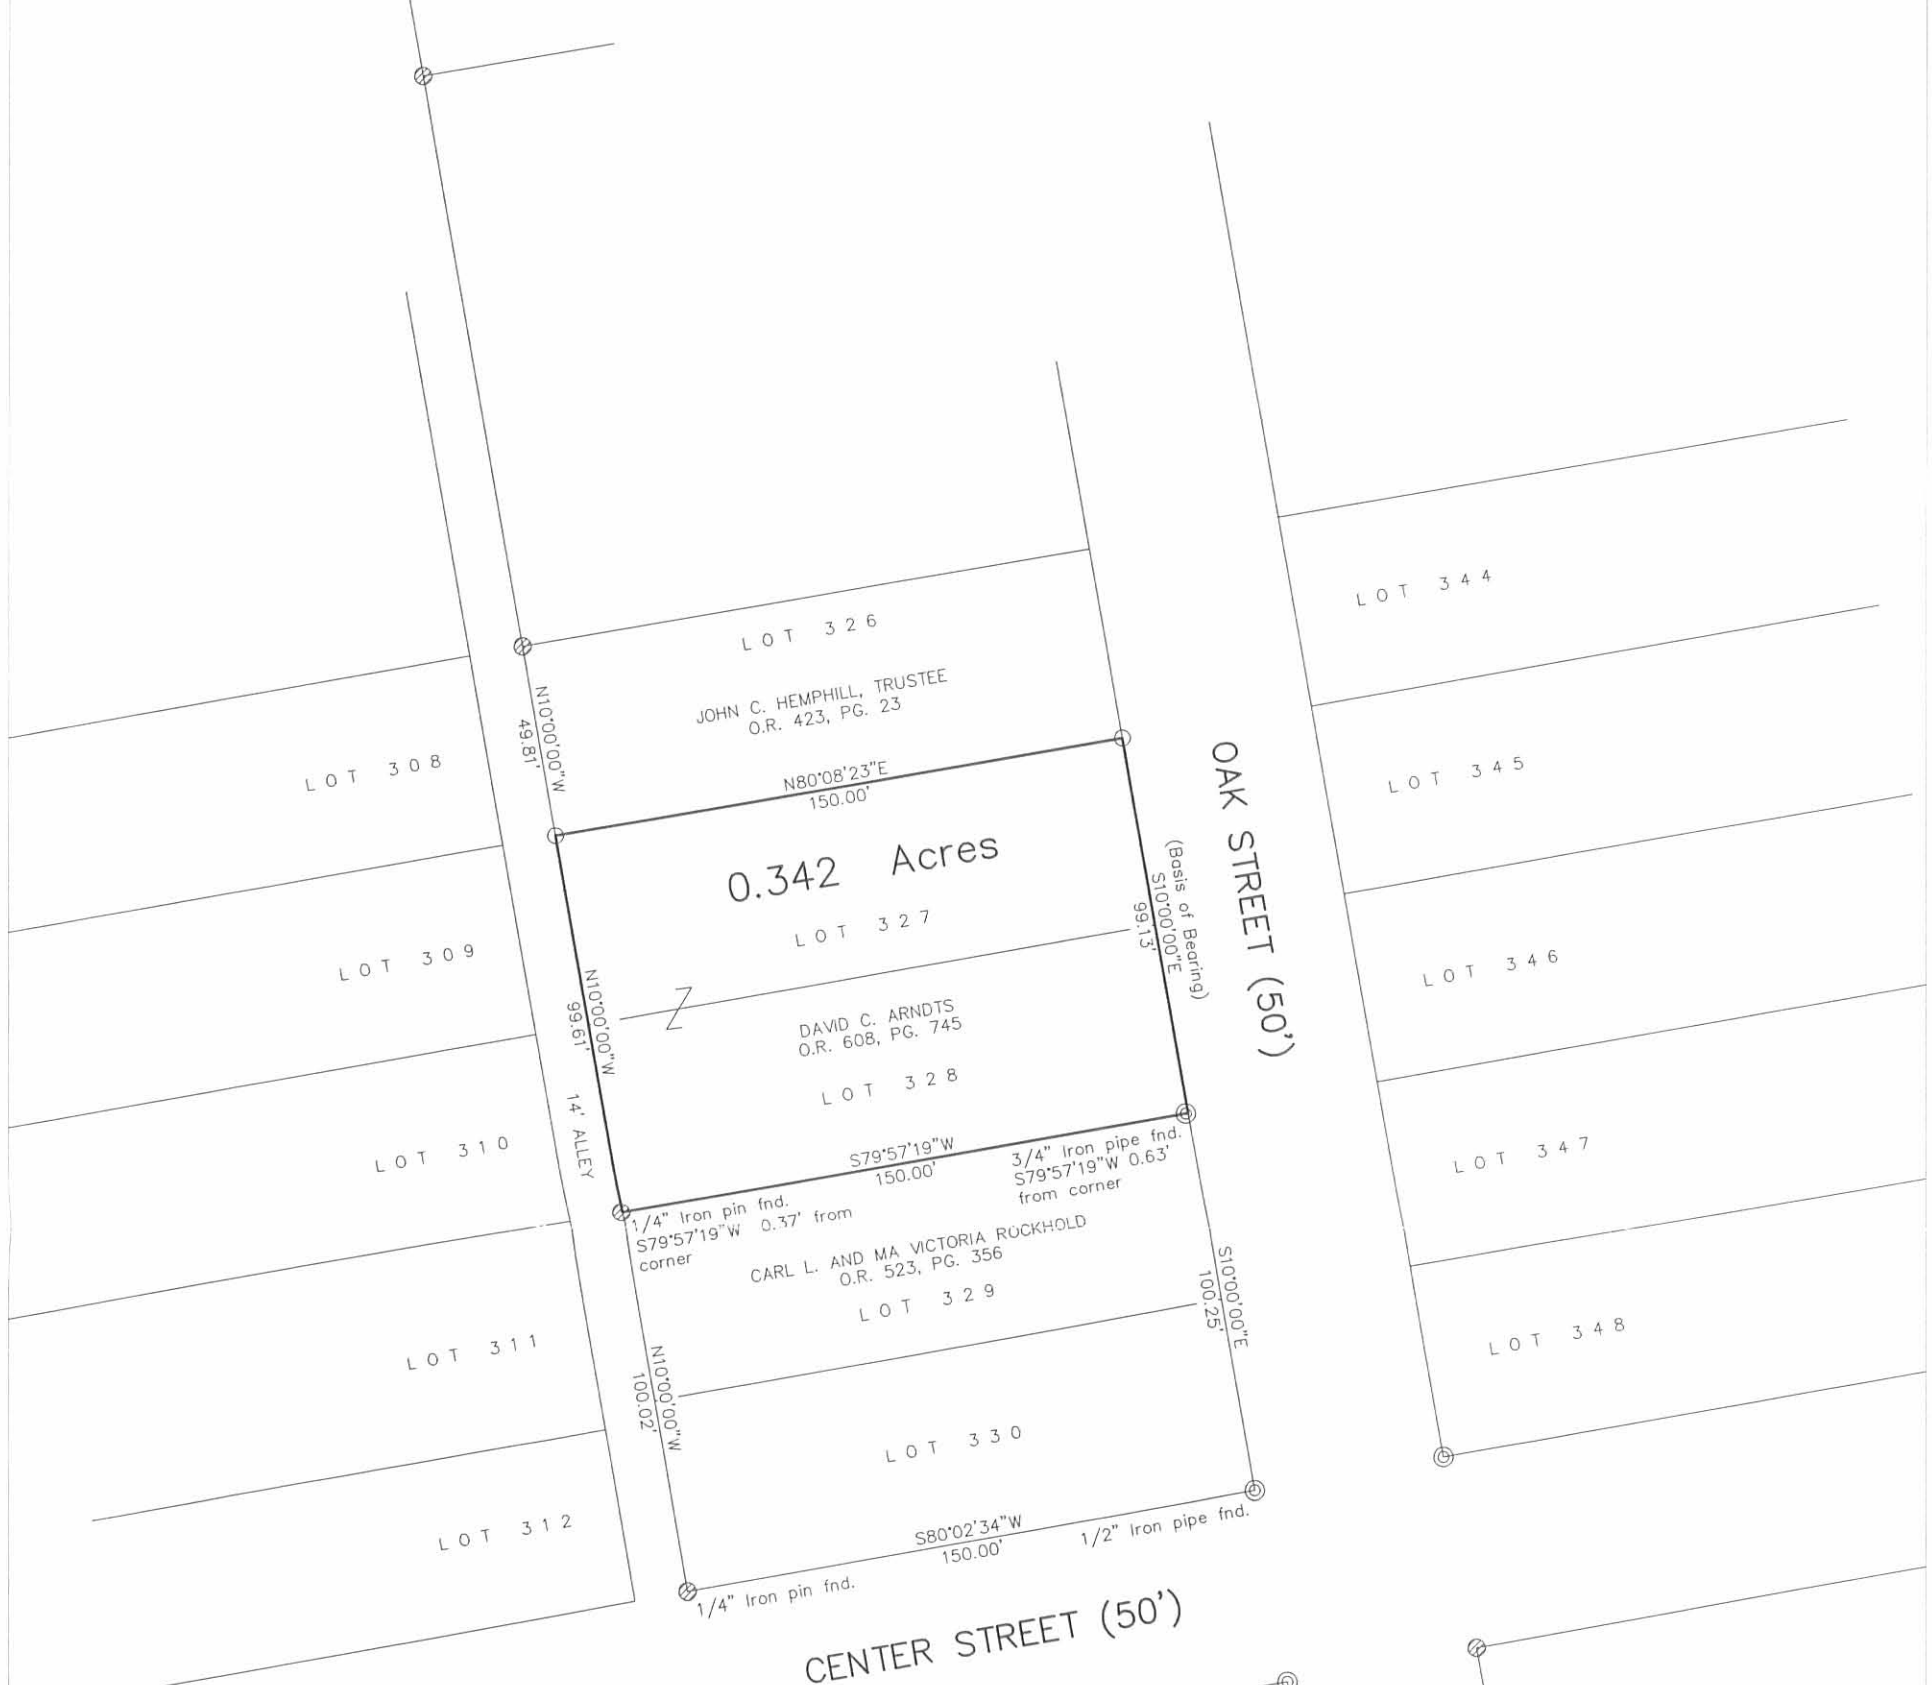 LOT 344
LOT 326
JOHN C. HEMPHILL, TRUSTEE
O.R. 423, PG. 23
N10°00'00"W
49.81'
LOT 308
N80°08'23"E
150.00'
OAK STREET (50')
LOT 345
0.342 Acres
LOT 327
(Basis of Bearing)
S10°00'00"E
99.13'
LOT 309
LOT 346
N10°00'00"W
99.61'
Z
DAVID C. ARNDTS
O.R. 608, PG. 745
LOT 328
14' ALLEY
LOT 310
S79°57'19"W
150.00'
3/4" Iron pipe fnd.
S79°57'19"W 0.63'
from corner
LOT 347
1/4" Iron pin fnd.
S79°57'19"W 0.37' from
corner
CARL L. AND MA VICTORIA ROCKHOLD
O.R. 523, PG. 356
LOT 329
S10°00'00"E
100.25'
LOT 311
LOT 348
N10°00'00"W
100.02'
LOT 330
LOT 312
S80°02'34"W
150.00'
1/2" Iron pipe fnd.
1/4" Iron pin fnd.
CENTER STREET (50')